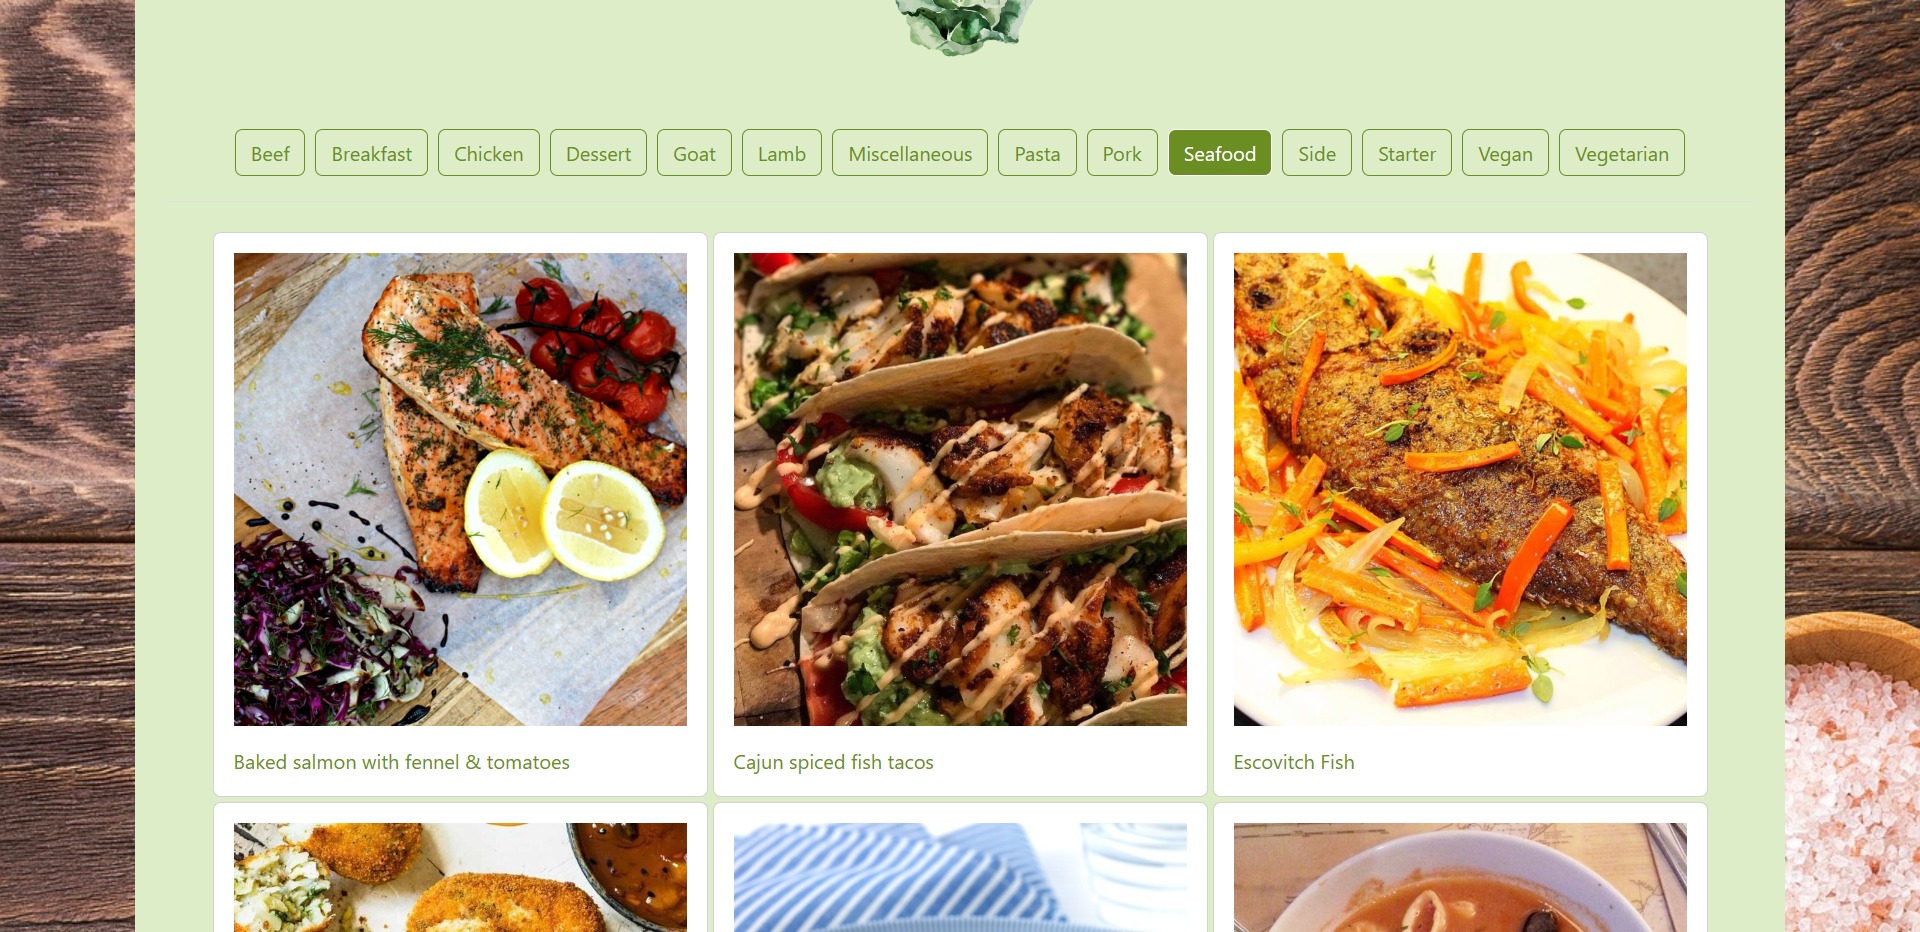 Beef Breakfast Chicken Dessert Goat Lamb Miscellaneous Pasta Pork Seafood Side Starter Vegan Vegetarian
Baked salmon with fennel & tomatoes
Cajun spiced fish tacos
Escovitch Fish